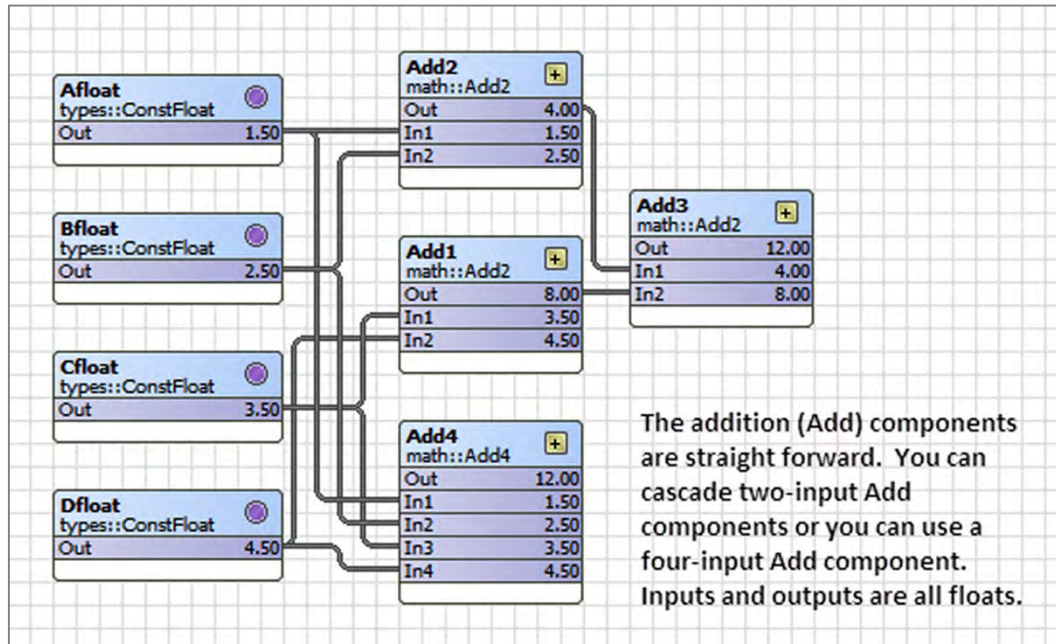 Afloat
types::ConstFloat
Out 1.50
Bfloat
types::ConstFloat
Out 2.50
Cfloat
types::ConstFloat
Out 3.50
Dfloat
types::ConstFloat
Out 4.50
Add2
math::Add2
Out 4.00
In1 1.50
In2 2.50
Add1
math::Add2
Out 8.00
In1 3.50
In2 4.50
Add4
math::Add4
Out 12.00
In1 1.50
In2 2.50
In3 3.50
In4 4.50
Add3
math::Add2
Out 12.00
In1 4.00
In2 8.00
The addition (Add) components
are straight forward. You can
cascade two-input Add
components or you can use a
four-input Add component.
Inputs and outputs are all floats.